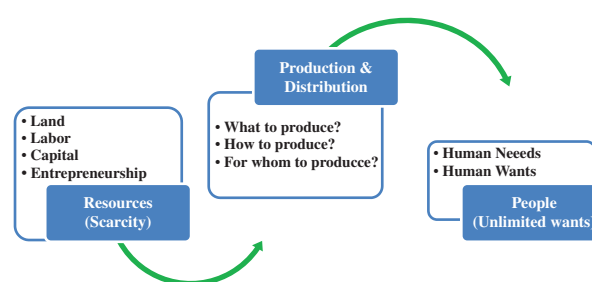 • Land
• Labor
• Capital
• Entrepreneurship
Resources
(Scarcity)
Production &
Distribution
• What to produce?
• How to produce?
• For whom to producce?
• Human Neeeds
• Human Wants
People
(Unlimited wants)